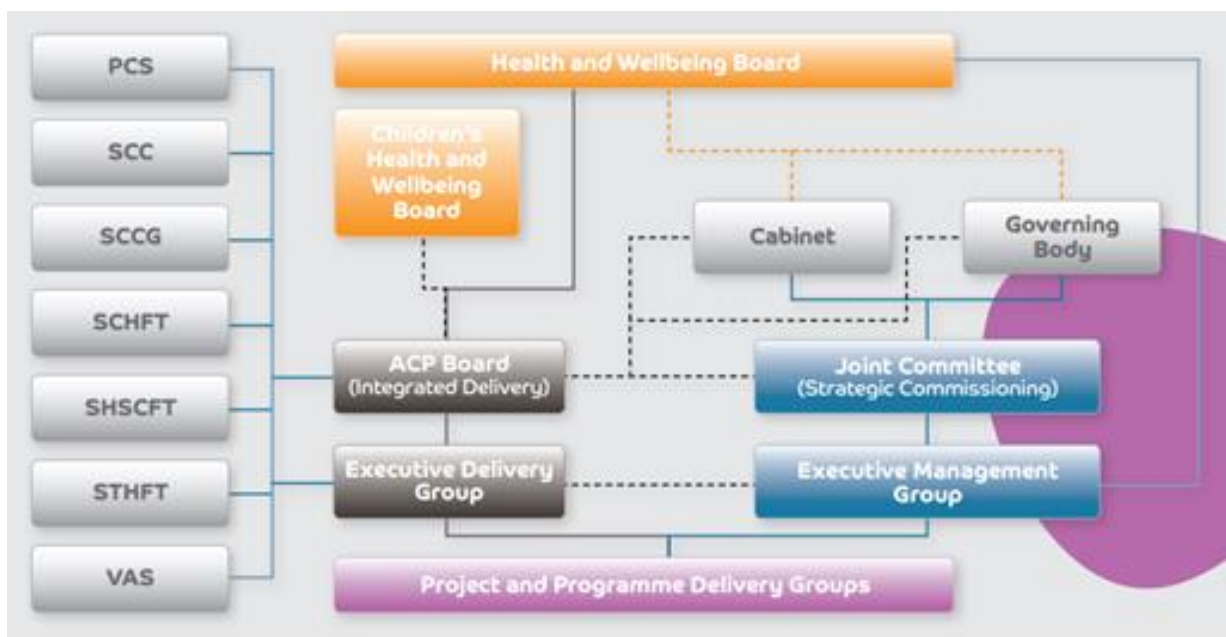 PCS
SCC
SCCG
SCHFT
SHSCFT
STHFT
VAS
Health and Wellbeing Board
Children's
Health and
Wellbeing
Board
Cabinet
Governing
Body
ACP Board
(Integrated Delivery)
Joint Committee
(Strategic Commissioning)
Executive Delivery
Group
Executive Management
Group
Project and Programme Delivery Groups